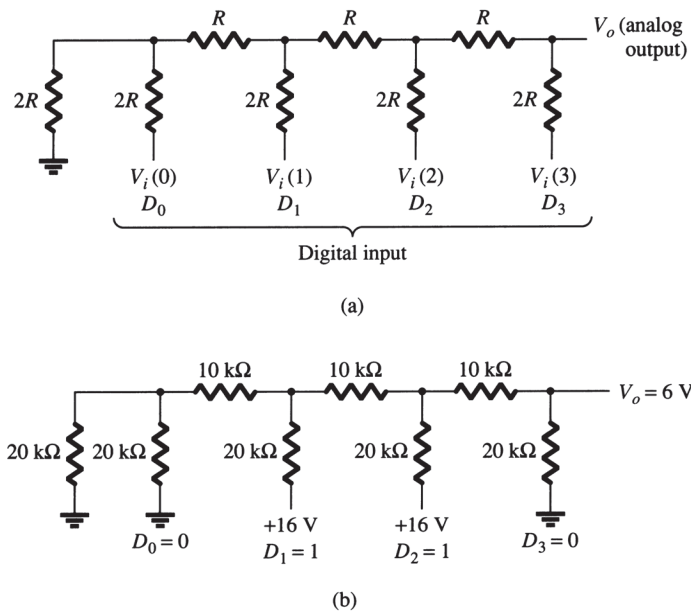 R R R V_o (analog
output)
2R 2R 2R 2R 2R
V_i(0) V_i(1) V_i(2) V_i(3)
D_0 D_1 D_2 D_3
Digital input
(a)
10 kΩ 10 kΩ 10 kΩ
V_o = 6 V
20 kΩ 20 kΩ 20 kΩ 20 kΩ 20 kΩ
+16 V +16 V
D_0 = 0 D_1 = 1 D_2 = 1 D_3 = 0
(b)